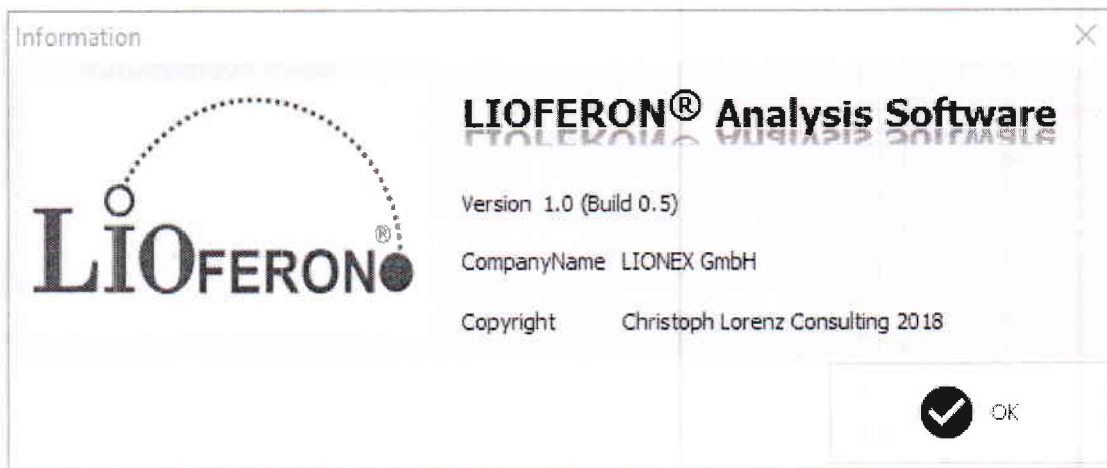 Information
LIOFERON®
LIOFERON® Analysis Software
Version 1.0 (Build 0.5)
CompanyName LIONEX GmbH
Copyright Christoph Lorenz Consulting 2018
OK